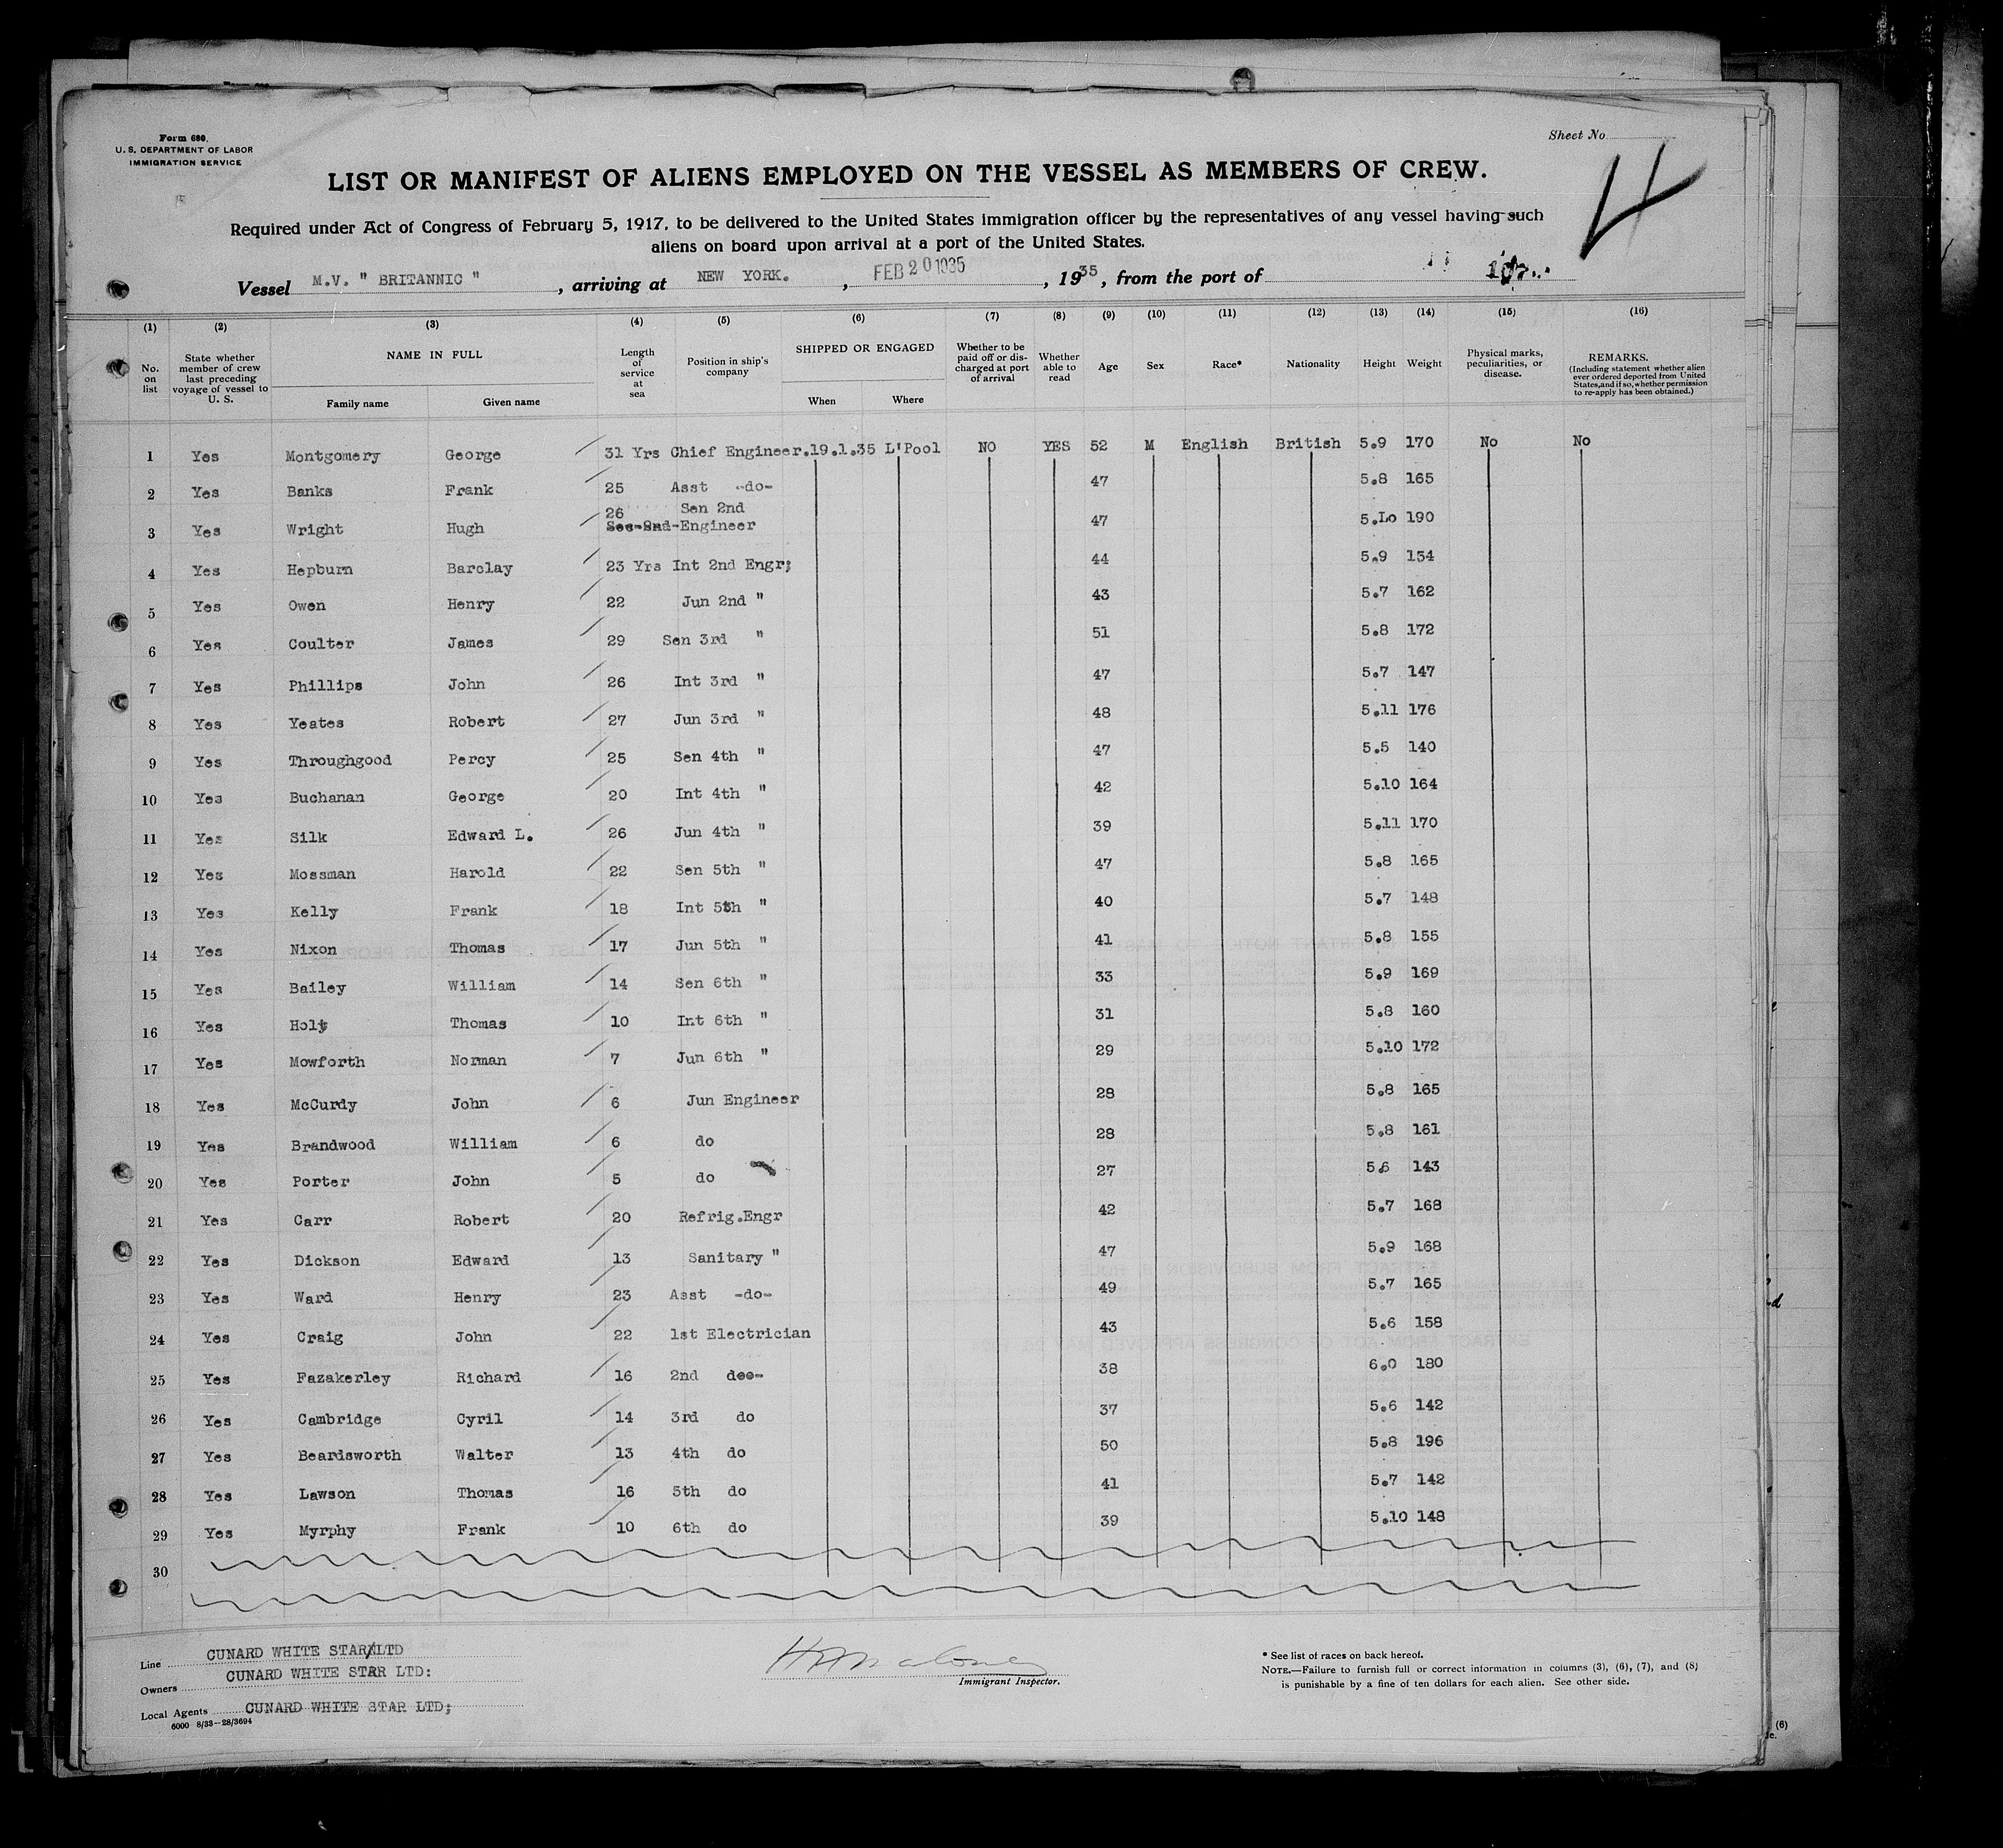 Form 680.
U. S. DEPARTMENT OF LABOR
IMMIGRATION SERVICE
Sheet No
4
LIST OR MANIFEST OF ALIENS EMPLOYED ON THE VESSEL AS MEMBERS OF CREW.
Required under Act of Congress of February 5, 1917, to be delivered to the United States immigration officer by the representatives of any vessel having such
aliens on board upon arrival at a port of the United States.
Vessel M.V. " BRITANNIC " , arriving at NEW YORK. , FEB 20 1935 , 1935 , from the port of
(1) (2) (3) (4) (5) (6) (7) (8) (9) (10) (11) (12) (13) (14) (15) (16)
No. on list State whether member of crew last preceding voyage of vessel to U. S. NAME IN FULL Family name Given name Length of service at sea Position in ship's company SHIPPED OR ENGAGED When Where Whether to be paid off or discharged at port of arrival Whether able to read Age Sex Race* Nationality Height Weight Physical marks, peculiarities, or disease. REMARKS. (Including statement whether alien ever ordered deported from United States, and if so, whether permission to re-apply has been obtained.)
1 Yes Montgomery George 31 Yrs Chief Engineer.19.1.35 L'Pool NO YES 52 M English British 5.9 170 No No
2 Yes Banks Frank 25 Asst -do- 47 5.8 165
3 Yes Wright Hugh 26 Sen 2nd Engineer 47 5.Lo 190
4 Yes Hepburn Barclay 23 Yrs Int 2nd Engr; 44 5.9 154
5 Yes Owen Henry 22 Jun 2nd " 43 5.7 162
6 Yes Coulter James 29 Sen 3rd " 51 5.8 172
7 Yes Phillips John 26 Int 3rd " 47 5.7 147
8 Yes Yeates Robert 27 Jun 3rd " 48 5.11 176
9 Yes Throughgood Percy 25 Sen 4th " 47 5.5 140
10 Yes Buchanan George 20 Int 4th " 42 5.10 164
11 Yes Silk Edward L. 26 Jun 4th " 39 5.11 170
12 Yes Mossman Harold 22 Sen 5th " 47 5.8 165
13 Yes Kelly Frank 18 Int 5th " 40 5.7 148
14 Yes Nixon Thomas 17 Jun 5th " 41 5.8 155
15 Yes Bailey William 14 Sen 6th " 33 5.9 169
16 Yes Holt Thomas 10 Int 6th " 31 5.8 160
17 Yes Mowforth Norman 7 Jun 6th " 29 5.10 172
18 Yes McCurdy John 6 Jun Engineer 28 5.8 165
19 Yes Brandwood William 6 do 28 5.8 161
20 Yes Porter John 5 do 27 5.6 143
21 Yes Carr Robert 20 Refrig.Engr 42 5.7 168
22 Yes Dickson Edward 13 Sanitary " 47 5.9 168
23 Yes Ward Henry 23 Asst -do- 49 5.7 165
24 Yes Craig John 22 1st Electrician 43 5.6 158
25 Yes Fazakerley Richard 16 2nd doo- 38 6.0 180
26 Yes Cambridge Cyril 14 3rd do 37 5.6 142
27 Yes Beardsworth Walter 13 4th do 50 5.8 196
28 Yes Lawson Thomas 16 5th do 41 5.7 142
29 Yes Myrphy Frank 10 6th do 39 5.10 148
30
Line CUNARD WHITE STAR LTD
Owners CUNARD WHITE STAR LTD:
Local Agents CUNARD WHITE STAR LTD;
6000 8/33—28/3694
Immigrant Inspector.
* See list of races on back hereof.
NOTE.—Failure to furnish full or correct information in columns (3), (6), (7), and (8)
is punishable by a fine of ten dollars for each alien. See other side.
(6)